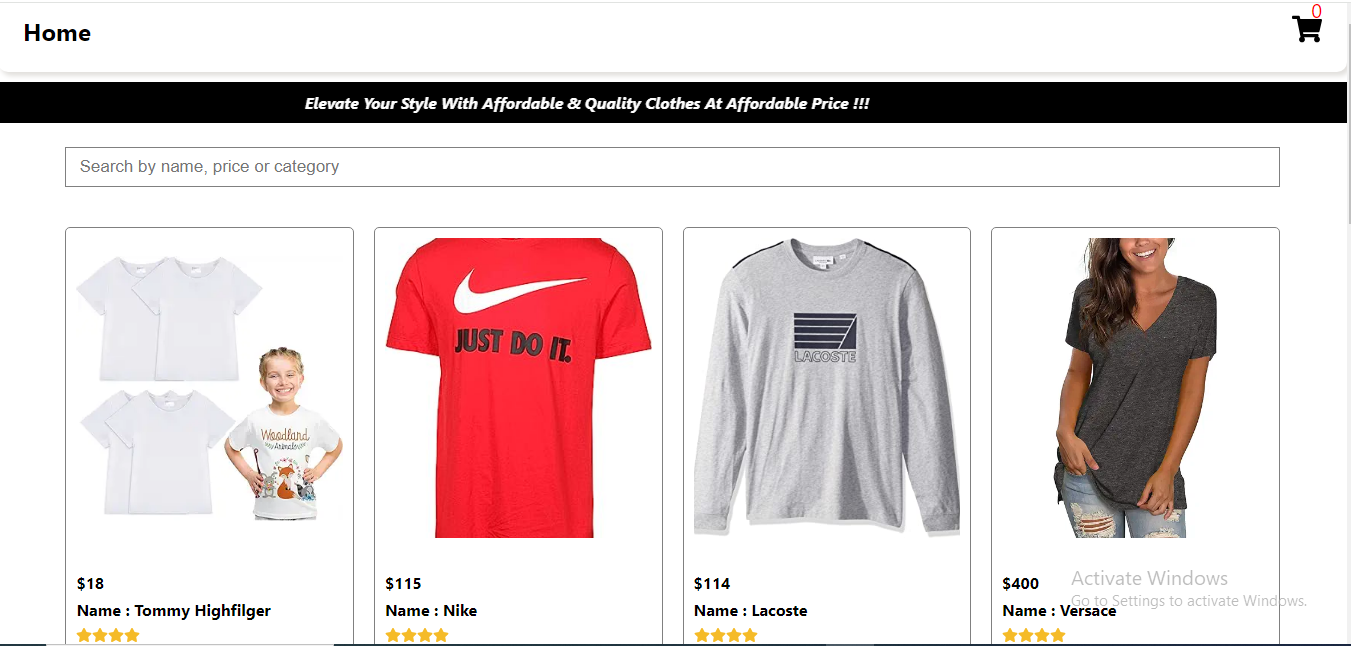 Home
0
Elevate Your Style With Affordable & Quality Clothes At Affordable Price !!!
Search by name, price or category
Woodland
Animals
JUST DO IT.
LACOSTE
$18
$115
$114
$400
Name : Tommy Highfilger
Name : Nike
Name : Lacoste
Name : Versace
Activate Windows
Go to Settings to activate Windows.